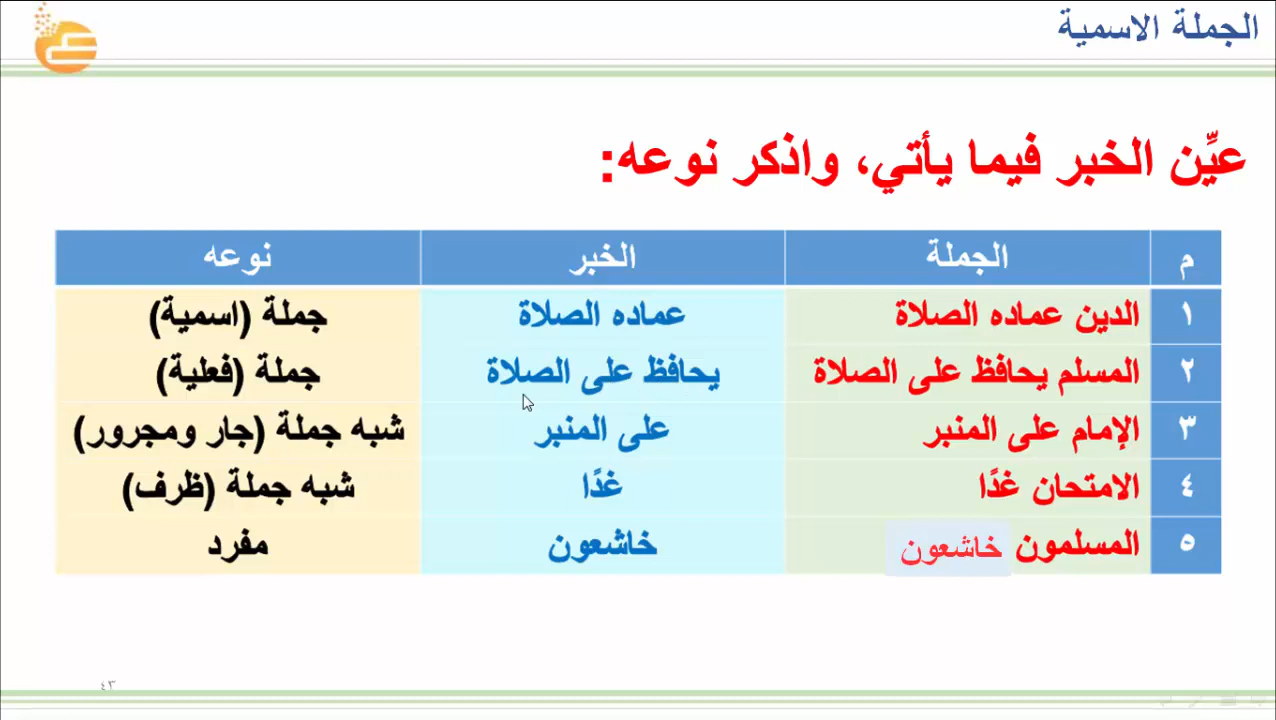 الجملة الاسمية
عيِّن الخبر فيما يأتي، واذكر نوعه:
م الجملة الخبر نوعه
١ الدين عماده الصلاة عماده الصلاة جملة (اسمية)
٢ المسلم يحافظ على الصلاة يحافظ على الصلاة جملة (فعلية)
٣ الإمام على المنبر على المنبر شبه جملة (جار ومجرور)
٤ الامتحان غدًا غدًا شبه جملة (ظرف)
٥ المسلمون خاشعون خاشعون مفرد
٤٣